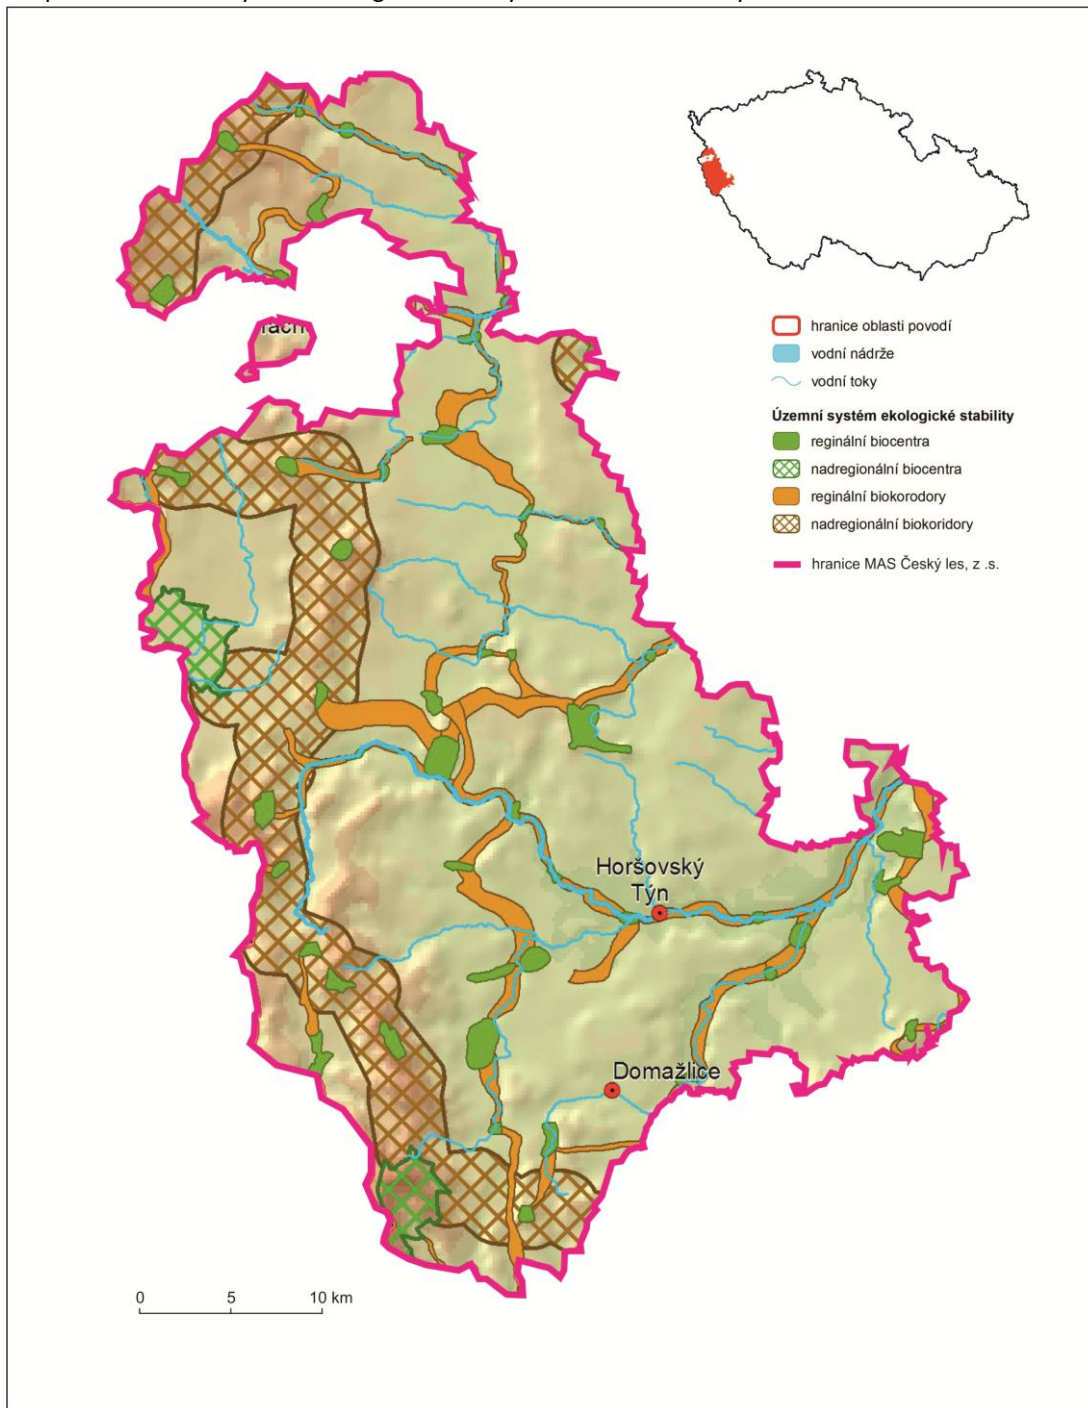 hranice oblasti povodí
vodní nádrže
vodní toky
Územní systém ekologické stability
reginální biocentra
nadregionální biocentra
reginální biokorodory
nadregionální biokoridory
hranice MAS Český les, z .s.
Horšovský
Týn
Domažlice
0 5 10 km